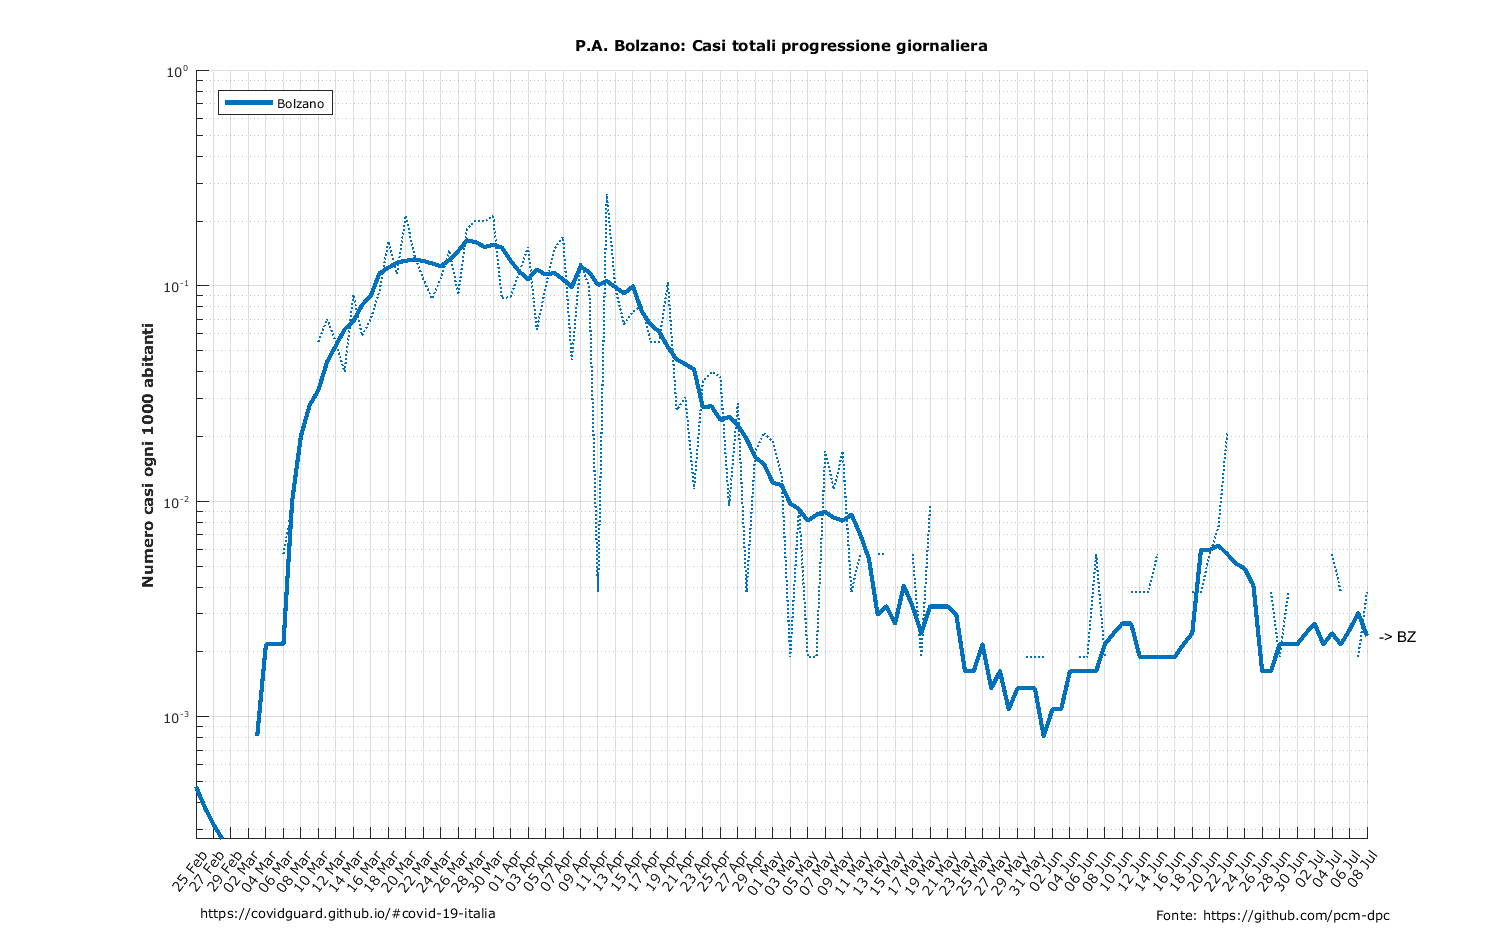 P.A. Bolzano: Casi totali progressione giornaliera
10⁰
Bolzano
10⁻¹
10⁻²
10⁻³
Numero casi ogni 1000 abitanti
-> BZ
25 Feb
27 Feb
29 Feb
02 Mar
04 Mar
06 Mar
08 Mar
10 Mar
12 Mar
14 Mar
16 Mar
18 Mar
20 Mar
22 Mar
24 Mar
26 Mar
28 Mar
30 Mar
01 Apr
03 Apr
05 Apr
07 Apr
09 Apr
11 Apr
13 Apr
15 Apr
17 Apr
19 Apr
21 Apr
23 Apr
25 Apr
27 Apr
29 Apr
01 May
03 May
05 May
07 May
09 May
11 May
13 May
15 May
17 May
19 May
21 May
23 May
25 May
27 May
29 May
31 May
02 Jun
04 Jun
06 Jun
08 Jun
10 Jun
12 Jun
14 Jun
16 Jun
18 Jun
20 Jun
22 Jun
24 Jun
26 Jun
28 Jun
30 Jun
02 Jul
04 Jul
06 Jul
08 Jul
https://covidguard.github.io/#covid-19-italia
Fonte: https://github.com/pcm-dpc